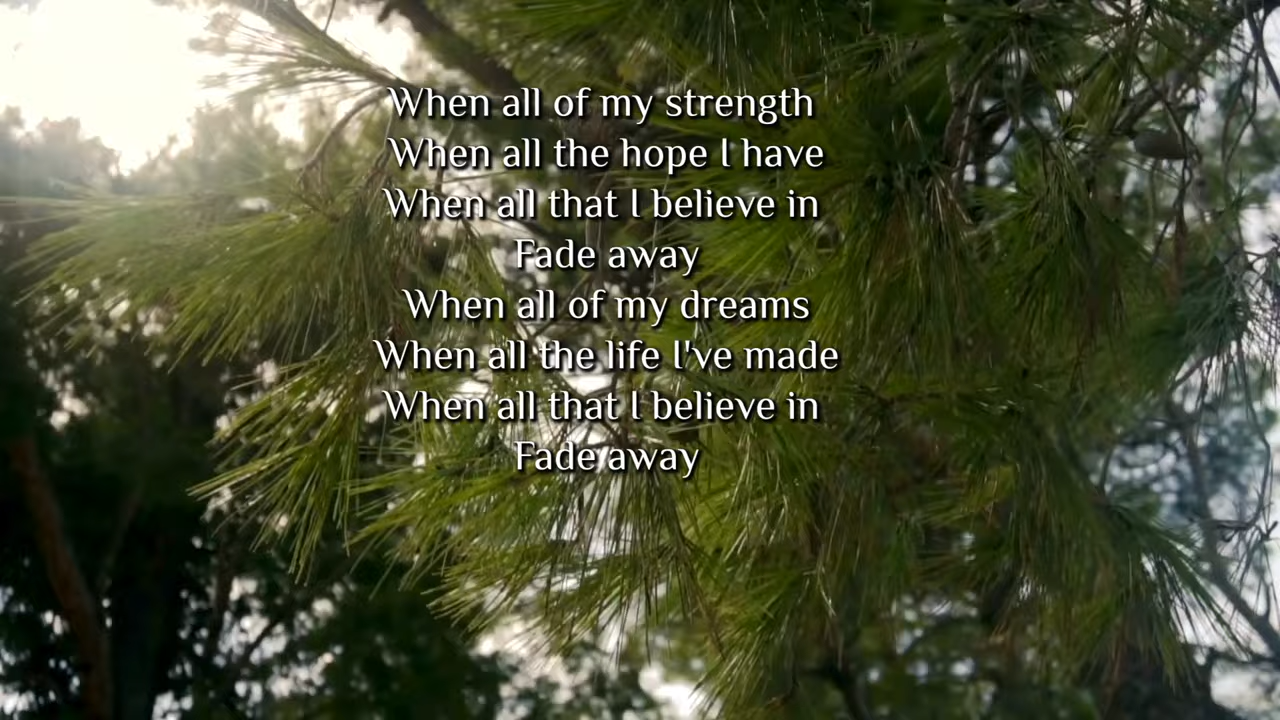 When all of my strength
When all the hope I have
When all that I believe in
Fade away
When all of my dreams
When all the life I've made
When all that I believe in
Fade away